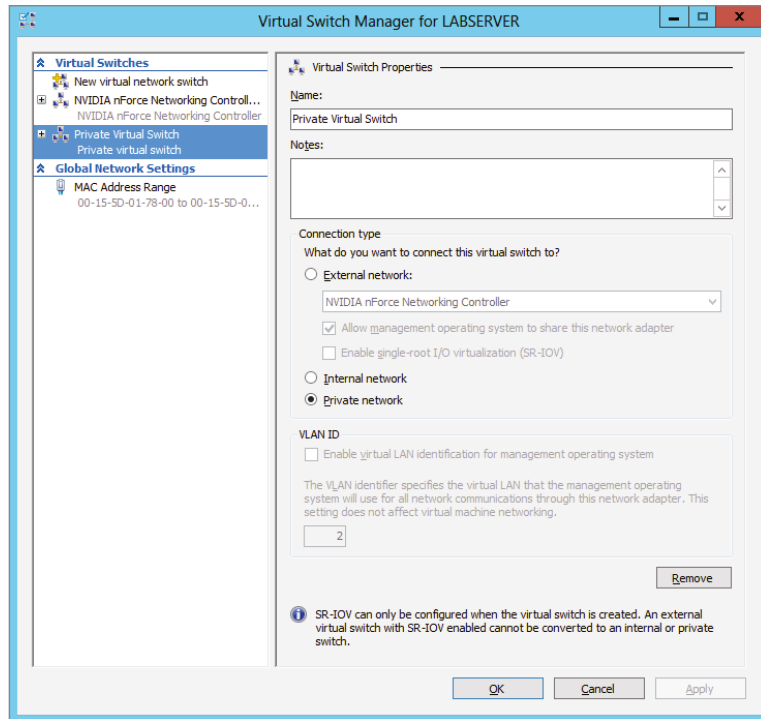 Virtual Switch Manager for LABSERVER
Virtual Switches
New virtual network switch
NVIDIA nForce Networking Controll...
NVIDIA nForce Networking Controller
Private Virtual Switch
Private virtual switch
Global Network Settings
MAC Address Range
00-15-5D-01-78-00 to 00-15-5D-0...
Virtual Switch Properties
Name:
Private Virtual Switch
Notes:
Connection type
What do you want to connect this virtual switch to?
External network:
NVIDIA nForce Networking Controller
Allow management operating system to share this network adapter
Enable single-root I/O virtualization (SR-IOV)
Internal network
Private network
VLAN ID
Enable virtual LAN identification for management operating system
The VLAN identifier specifies the virtual LAN that the management operating
system will use for all network communications through this network adapter. This
setting does not affect virtual machine networking.
2
Remove
SR-IOV can only be configured when the virtual switch is created. An external
virtual switch with SR-IOV enabled cannot be converted to an internal or private
switch.
OK
Cancel
Apply